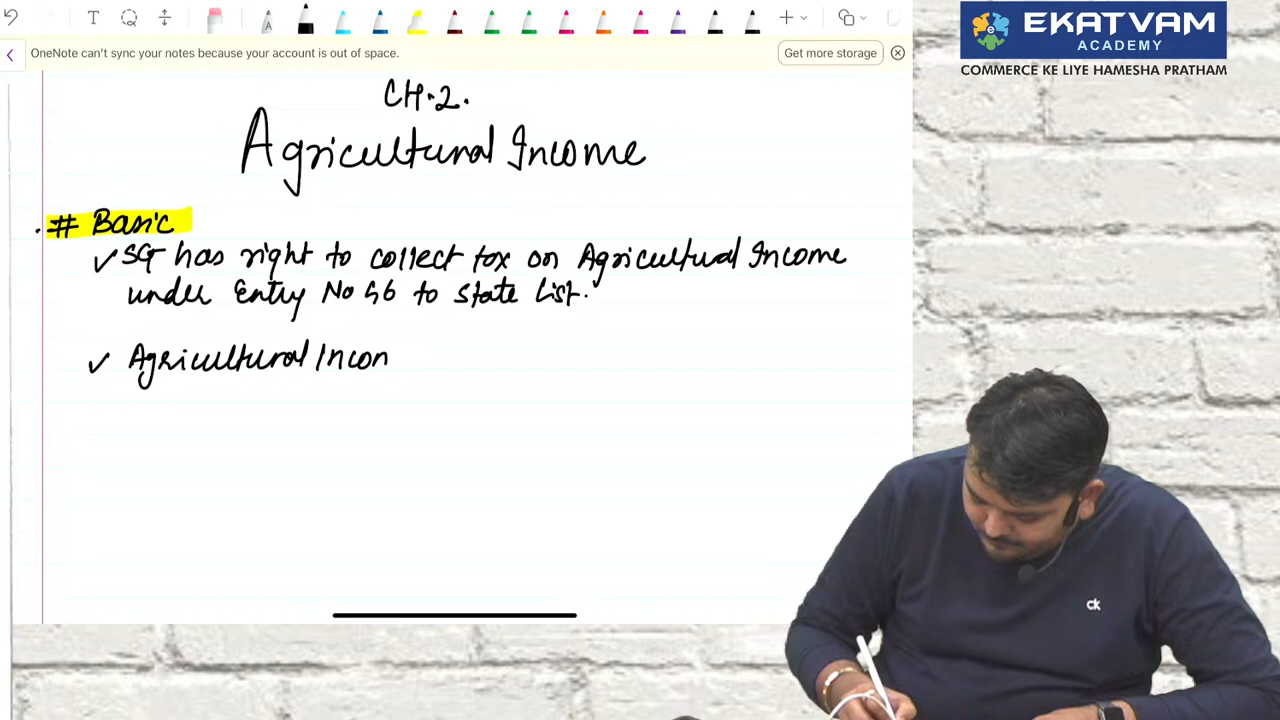 T
A
OneNote can't sync your notes because your account is out of space.
Get more storage
EKATVAM
ACADEMY
COMMERCE KE LIYE HAMESHA PRATHAM
CH.2.
Agricultural Income
# Basic
✓ SG has right to collect tax on Agricultural Income
under Entry No 46 to State List.
✓ Agricultural Incon
ck